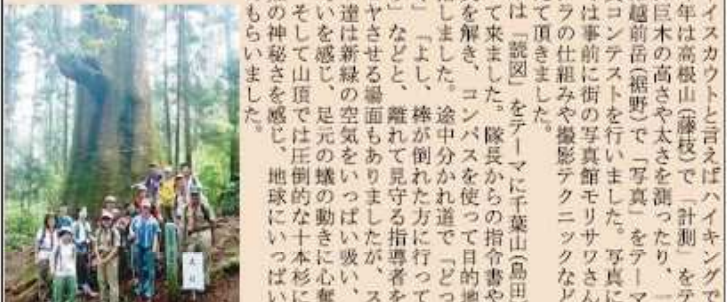 イスカウトと言えばハイキングで
年は高根山(藤枝)で「計測」をテ
巨木の高さや太さを測ったり、
越前岳(裾野)で「写真」をテーマ
真コンテストを行いました。写真に
は事前に街の写真館モリサワさん
ラの仕組みや撮影テクニックなど
て頂きました。
は「読図」をテーマに千葉山(島田
て来ました。隊長からの指令書や
を解き、コンパスを使って目的地
しました。途中分かれ道で「どっ
」「よし、棒が倒れた方に行って
」などと、離れて見守る指導者を
ヤさせる場面もありましたが、ス
達は新緑の空気をいっぱい吸い、
いを感じ、足元の蟻の動きに心奪
そして山頂では圧倒的な十本杉に
の神秘さを感じ、地球にいっぱい
もらいました。